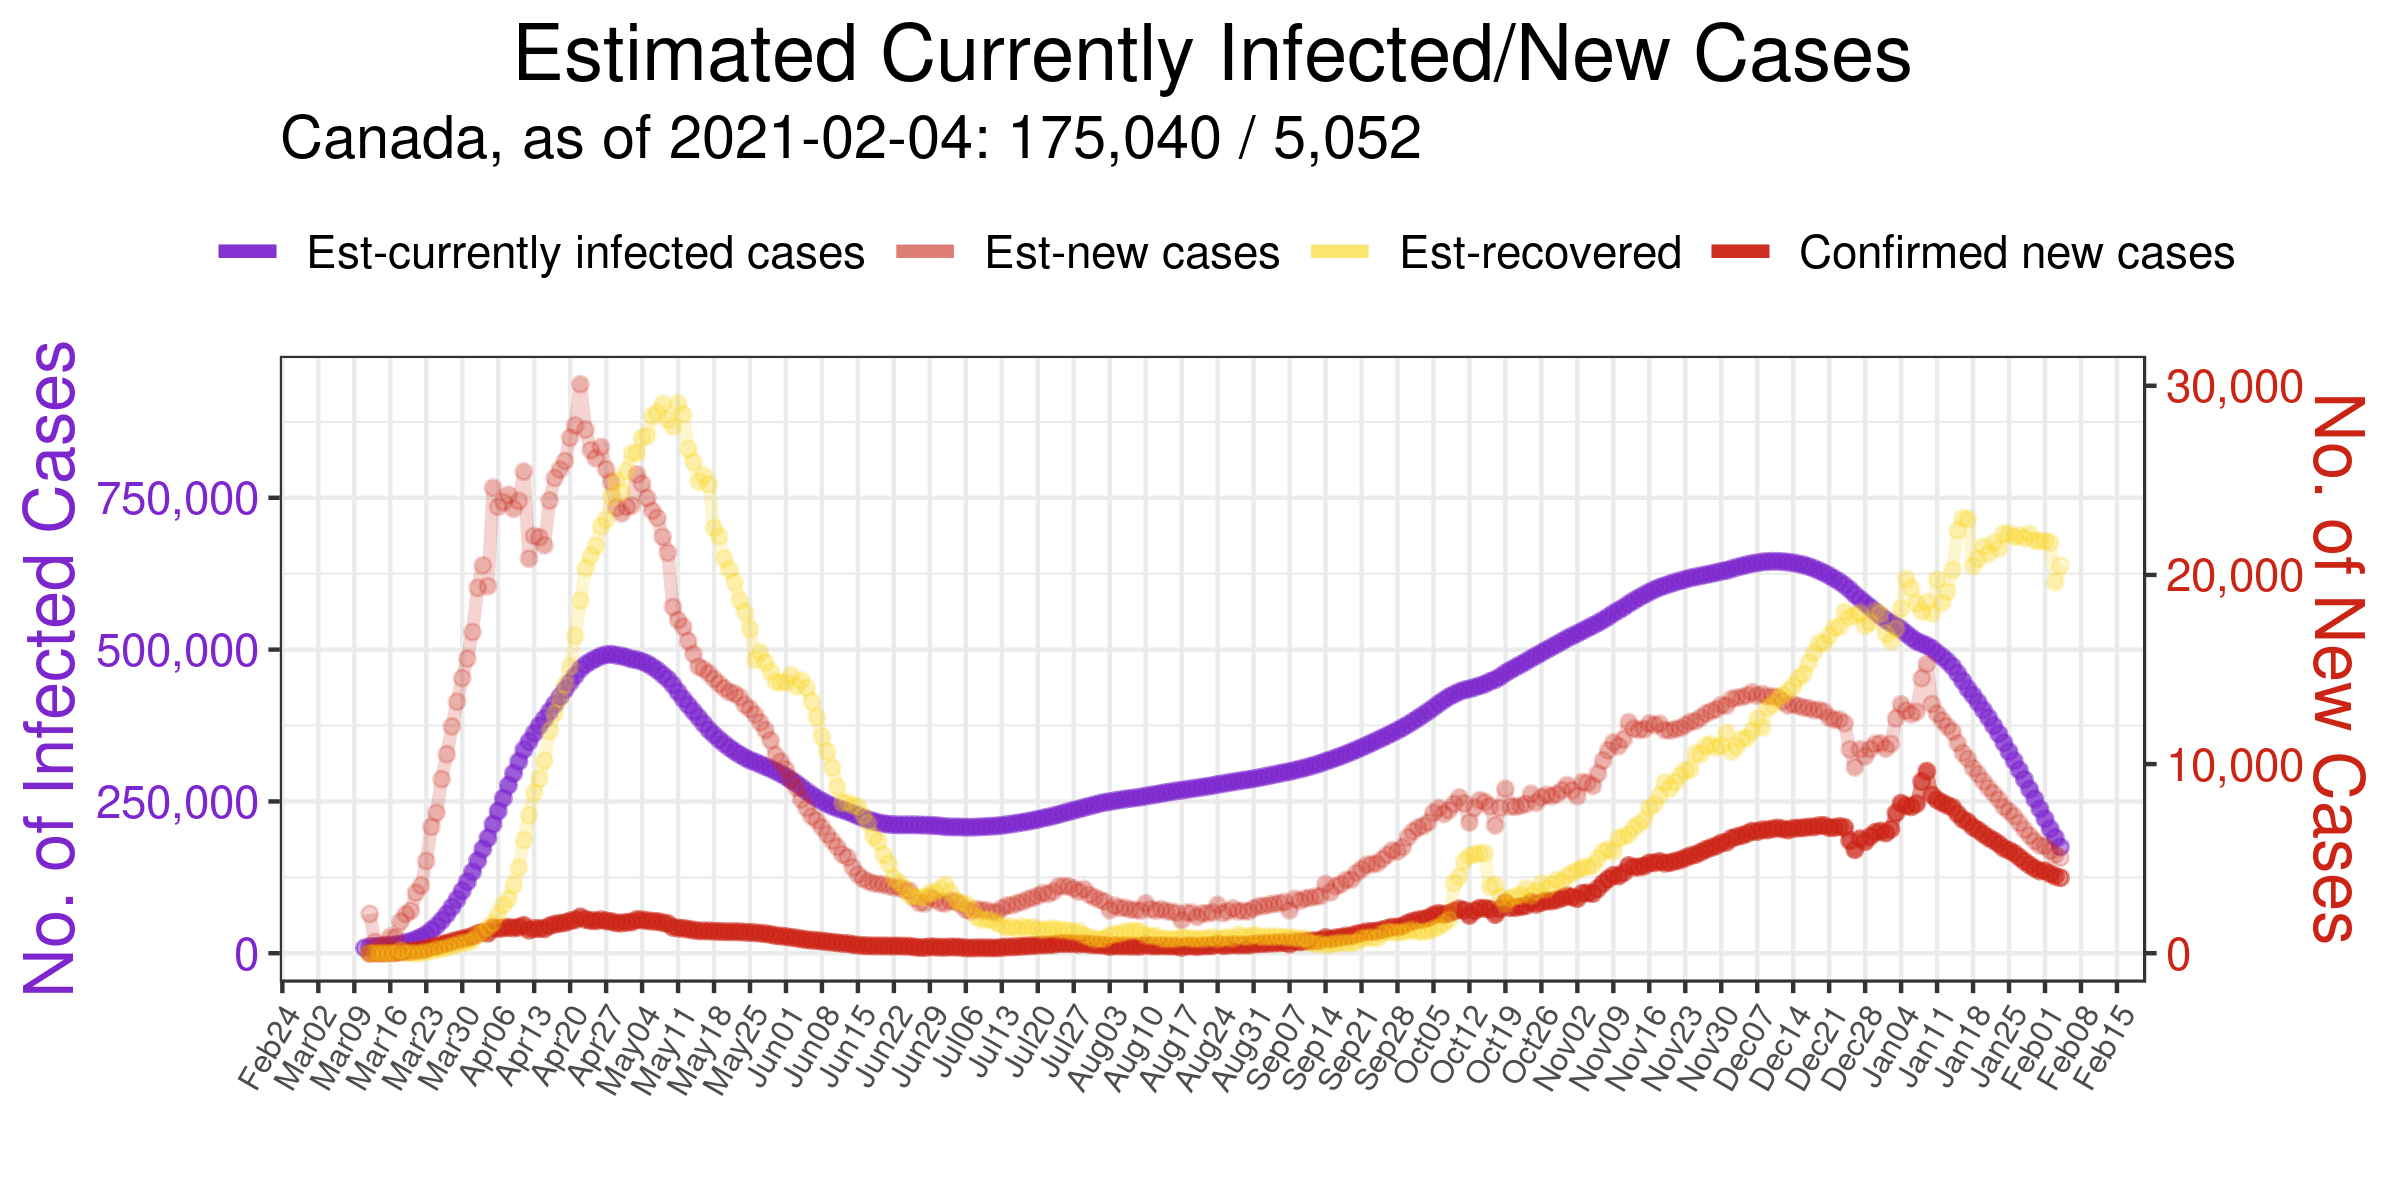 Estimated Currently Infected/New Cases
Canada, as of 2021-02-04: 175,040 / 5,052
Est-currently infected cases Est-new cases Est-recovered Confirmed new cases
No. of Infected Cases
750,000
500,000
250,000
0
30,000
20,000
10,000
0
No. of New Cases
Feb24 Mar02 Mar09 Mar16 Mar23 Mar30 Apr06 Apr13 Apr20 Apr27 May04 May11 May18 May25 Jun01 Jun08 Jun15 Jun22 Jun29 Jul06 Jul13 Jul20 Jul27 Aug03 Aug10 Aug17 Aug24 Aug31 Sep07 Sep14 Sep21 Sep28 Oct05 Oct12 Oct19 Oct26 Nov02 Nov09 Nov16 Nov23 Nov30 Dec07 Dec14 Dec21 Dec28 Jan04 Jan11 Jan18 Jan25 Feb01 Feb08 Feb15